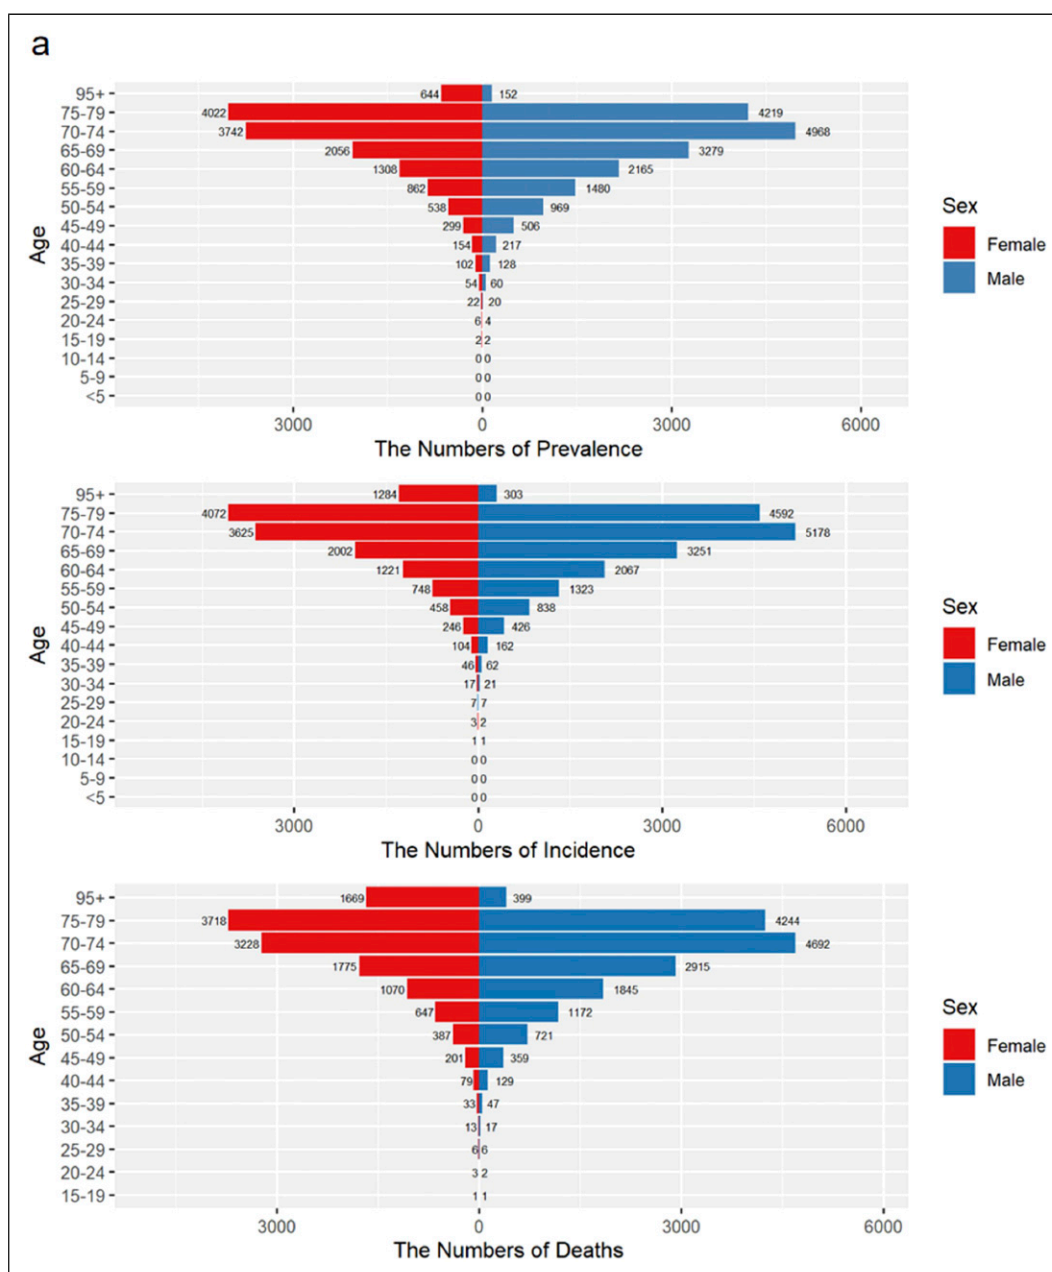 a
95+ 644 152
75-79 4022 4219
70-74 3742 4968
65-69 2056 3279
60-64 1308 2165
55-59 862 1480
50-54 538 969
45-49 299 506
40-44 154 217
35-39 102 128
30-34 54 60
25-29 22 20
20-24 6 4
15-19 2 2
10-14 0 0
5-9 0 0
<5 0 0
Age
3000 0 3000 6000
The Numbers of Prevalence
Sex
Female
Male
95+ 1284 303
75-79 4072 4592
70-74 3625 5178
65-69 2002 3251
60-64 1221 2067
55-59 748 1323
50-54 458 838
45-49 246 426
40-44 104 162
35-39 46 62
30-34 17 21
25-29 7 7
20-24 3 2
15-19 1 1
10-14 0 0
5-9 0 0
<5 0 0
Age
3000 0 3000 6000
The Numbers of Incidence
Sex
Female
Male
95+ 1669 399
75-79 3718 4244
70-74 3228 4692
65-69 1775 2915
60-64 1070 1845
55-59 647 1172
50-54 387 721
45-49 201 359
40-44 79 129
35-39 33 47
30-34 13 17
25-29 6 6
20-24 3 2
15-19 1 1
Age
3000 0 3000 6000
The Numbers of Deaths
Sex
Female
Male